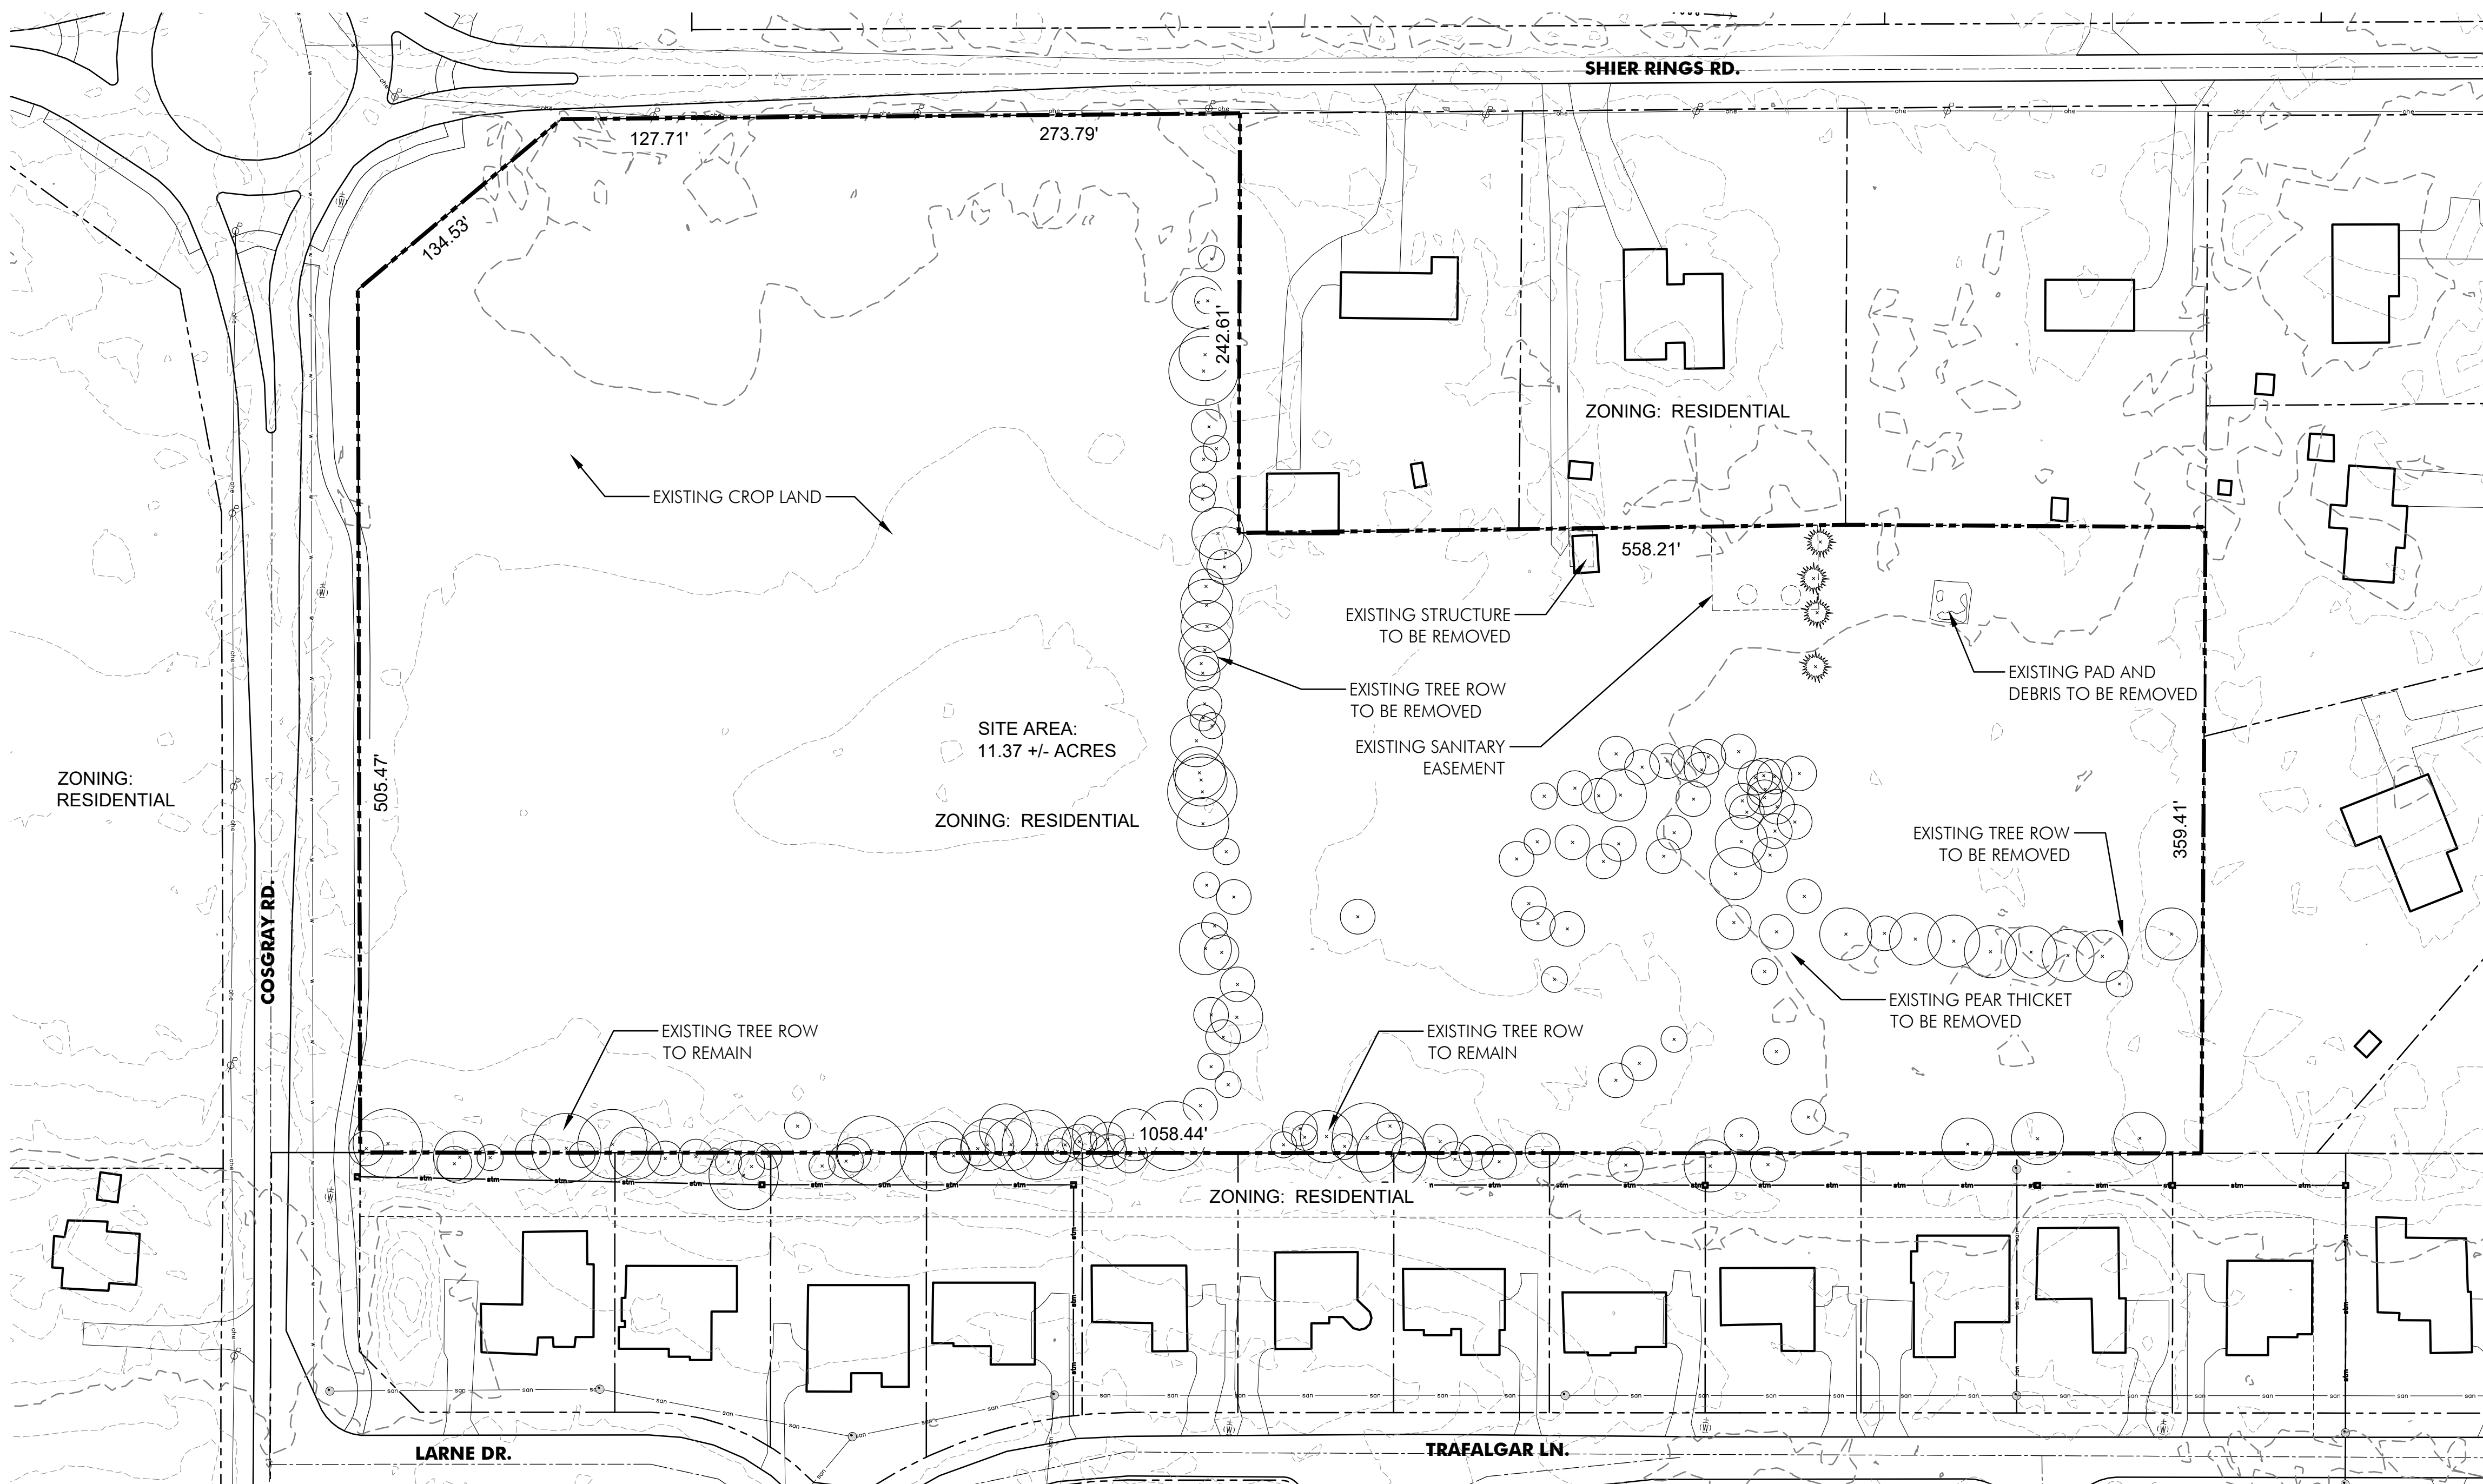 SHIER RINGS RD.
127.71'
273.79'
134.53'
242.61'
ZONING: RESIDENTIAL
EXISTING CROP LAND
558.21'
EXISTING STRUCTURE
TO BE REMOVED
EXISTING PAD AND
DEBRIS TO BE REMOVED
EXISTING TREE ROW
TO BE REMOVED
SITE AREA:
11.37 +/- ACRES
EXISTING SANITARY
EASEMENT
505.47'
ZONING:
RESIDENTIAL
ZONING: RESIDENTIAL
359.41'
EXISTING TREE ROW
TO BE REMOVED
COSGRAY RD.
EXISTING PEAR THICKET
TO BE REMOVED
EXISTING TREE ROW
TO REMAIN
EXISTING TREE ROW
TO REMAIN
1058.44'
ZONING: RESIDENTIAL
LARNE DR.
TRAFALGAR LN.